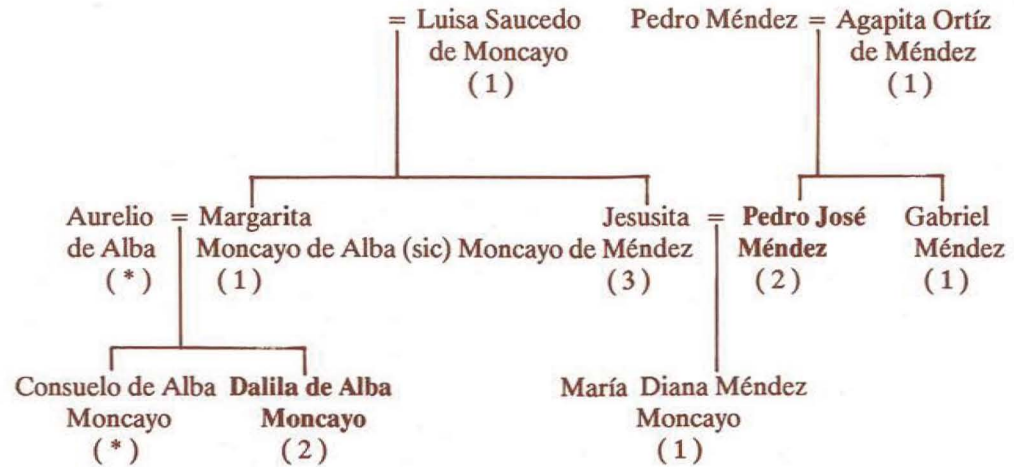 = Luisa Saucedo Pedro Méndez = Agapita Ortíz
de Moncayo de Méndez
(1) (1)
Aurelio = Margarita Jesusita = Pedro José Gabriel
de Alba Moncayo de Alba (sic) Moncayo de Méndez Méndez Méndez
(*) (1) (3) (2) (1)
Consuelo de Alba Dalila de Alba María Diana Méndez
Moncayo Moncayo Moncayo
(*) (2) (1)